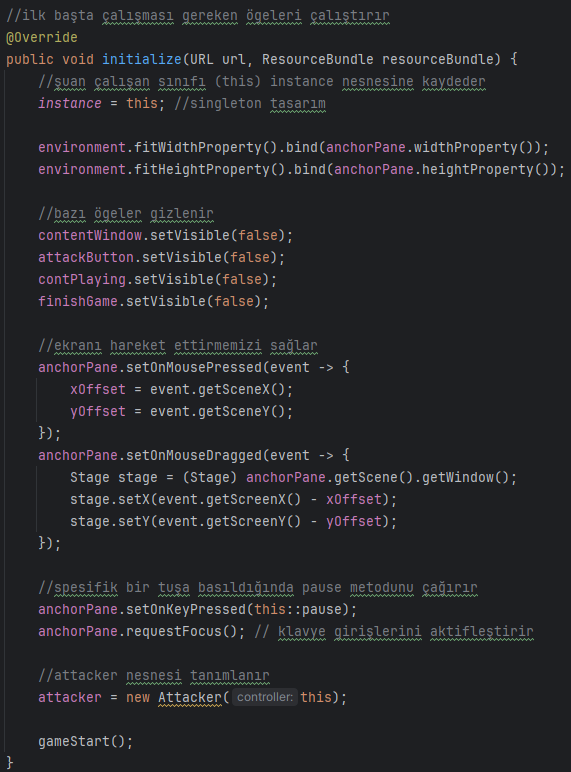 //ilk başta çalışması gereken ögeleri çalıştırır
@Override
public void initialize(URL url, ResourceBundle resourceBundle) {
//şuan çalışan sınıfı (this) instance nesnesine kaydeder
instance = this; //singleton tasarım
environment.fitWidthProperty().bind(anchorPane.widthProperty());
environment.fitHeightProperty().bind(anchorPane.heightProperty());
//bazı ögeler gizlenir
contentWindow.setVisible(false);
attackButton.setVisible(false);
contPlaying.setVisible(false);
finishGame.setVisible(false);
//ekranı hareket ettirmemizi sağlar
anchorPane.setOnMousePressed(event -> {
xOffset = event.getSceneX();
yOffset = event.getSceneY();
});
anchorPane.setOnMouseDragged(event -> {
Stage stage = (Stage) anchorPane.getScene().getWindow();
stage.setX(event.getScreenX() - xOffset);
stage.setY(event.getScreenY() - yOffset);
});
//spesifik bir tuşa basıldığında pause metodunu çağırır
anchorPane.setOnKeyPressed(this::pause);
anchorPane.requestFocus(); // klavye girişlerini aktifleştirir
//attacker nesnesi tanımlanır
attacker = new Attacker( controller: this);
gameStart();
}